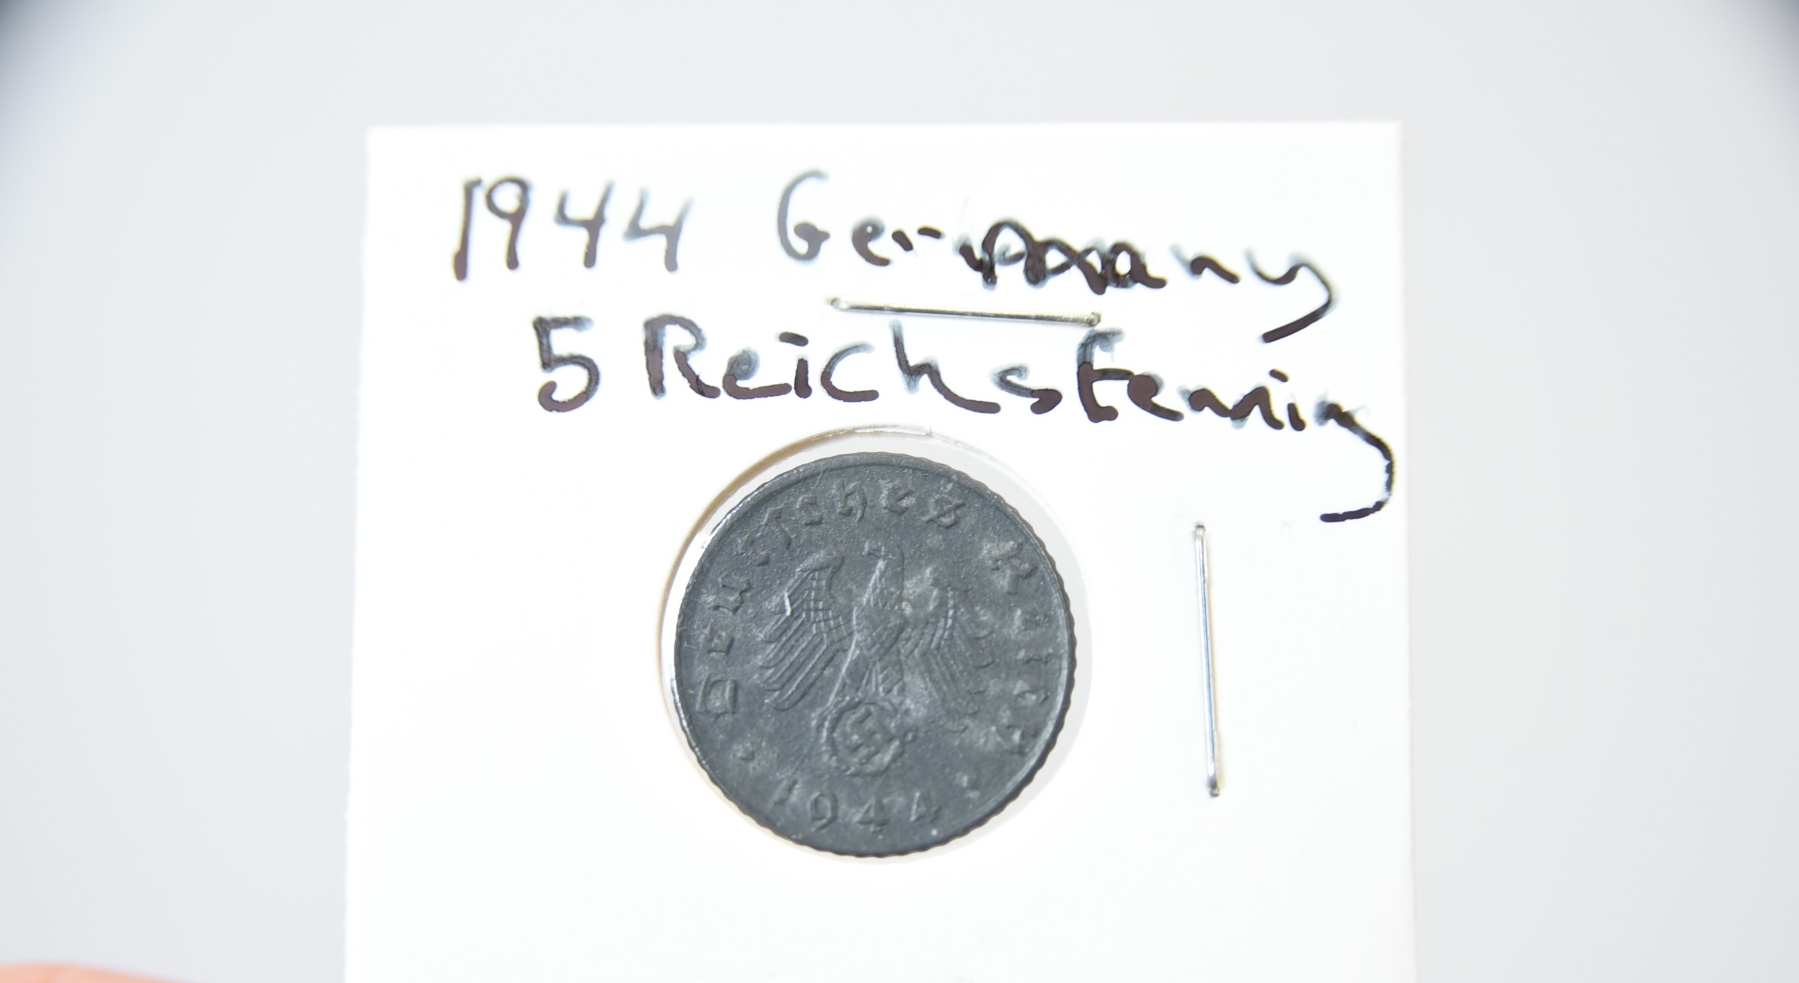 1944 Germany
5 Reichsfennig
Deutsches Reich
1944